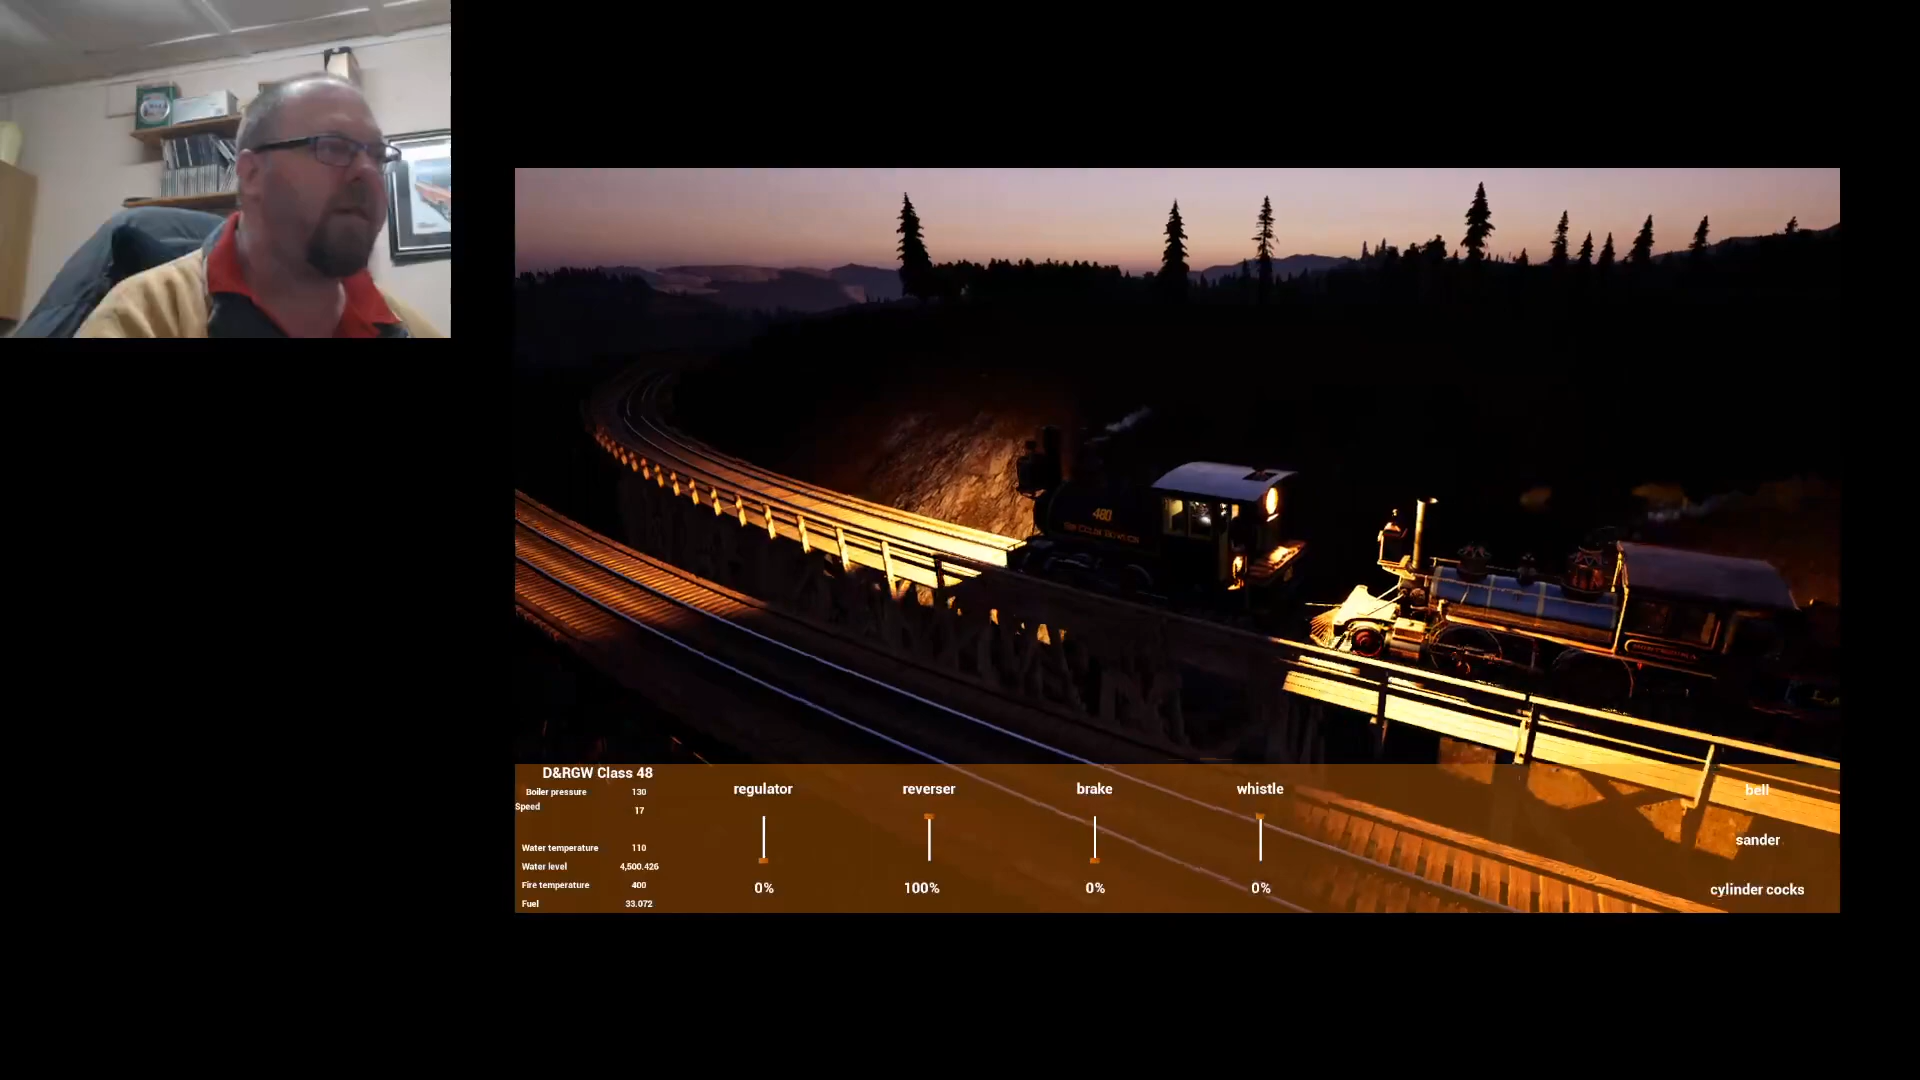 D&RGW Class 48
Boiler pressure 130
Speed 17
Water temperature 110
Water level 4,500.426
Fire temperature 400
Fuel 33.072
regulator
0%
reverser
100%
brake
0%
whistle
0%
bell
sander
cylinder cocks
480